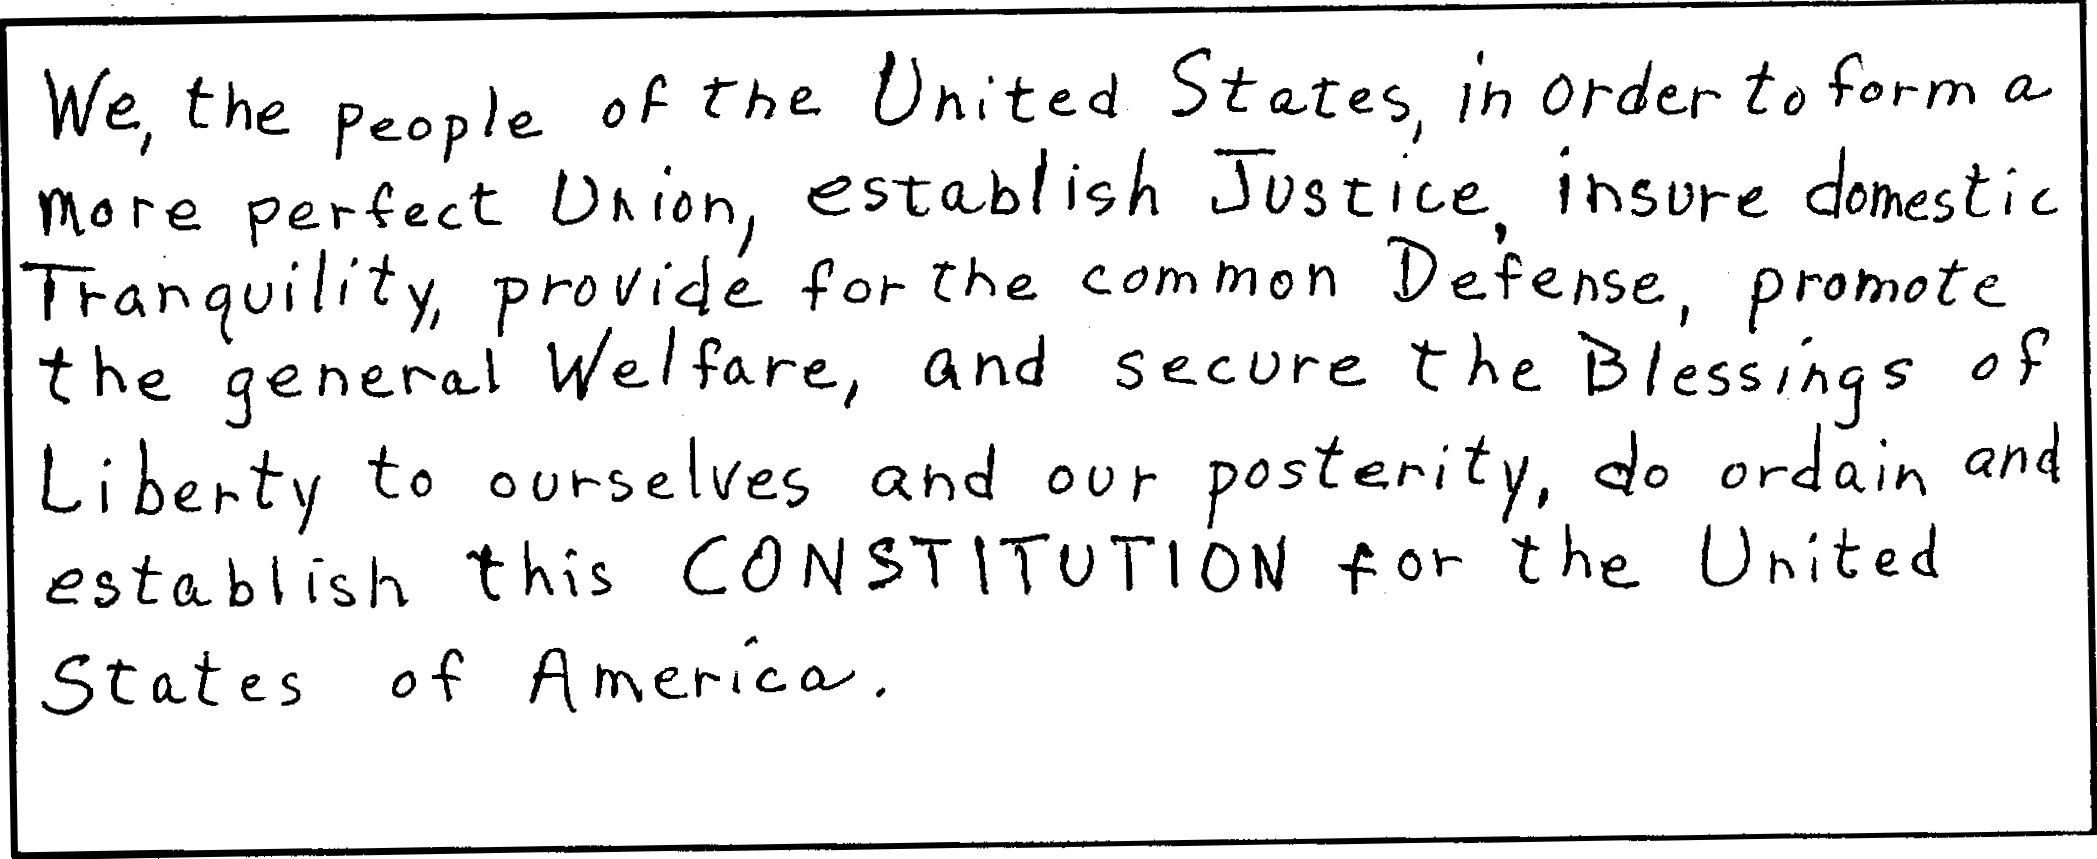 We, the people of the United States, in order to form a
more perfect Union, establish Justice, insure domestic
Tranquility, provide for the common Defense, promote
the general Welfare, and secure the Blessings of
Liberty to ourselves and our posterity, do ordain and
establish this CONSTITUTION for the United
States of America.